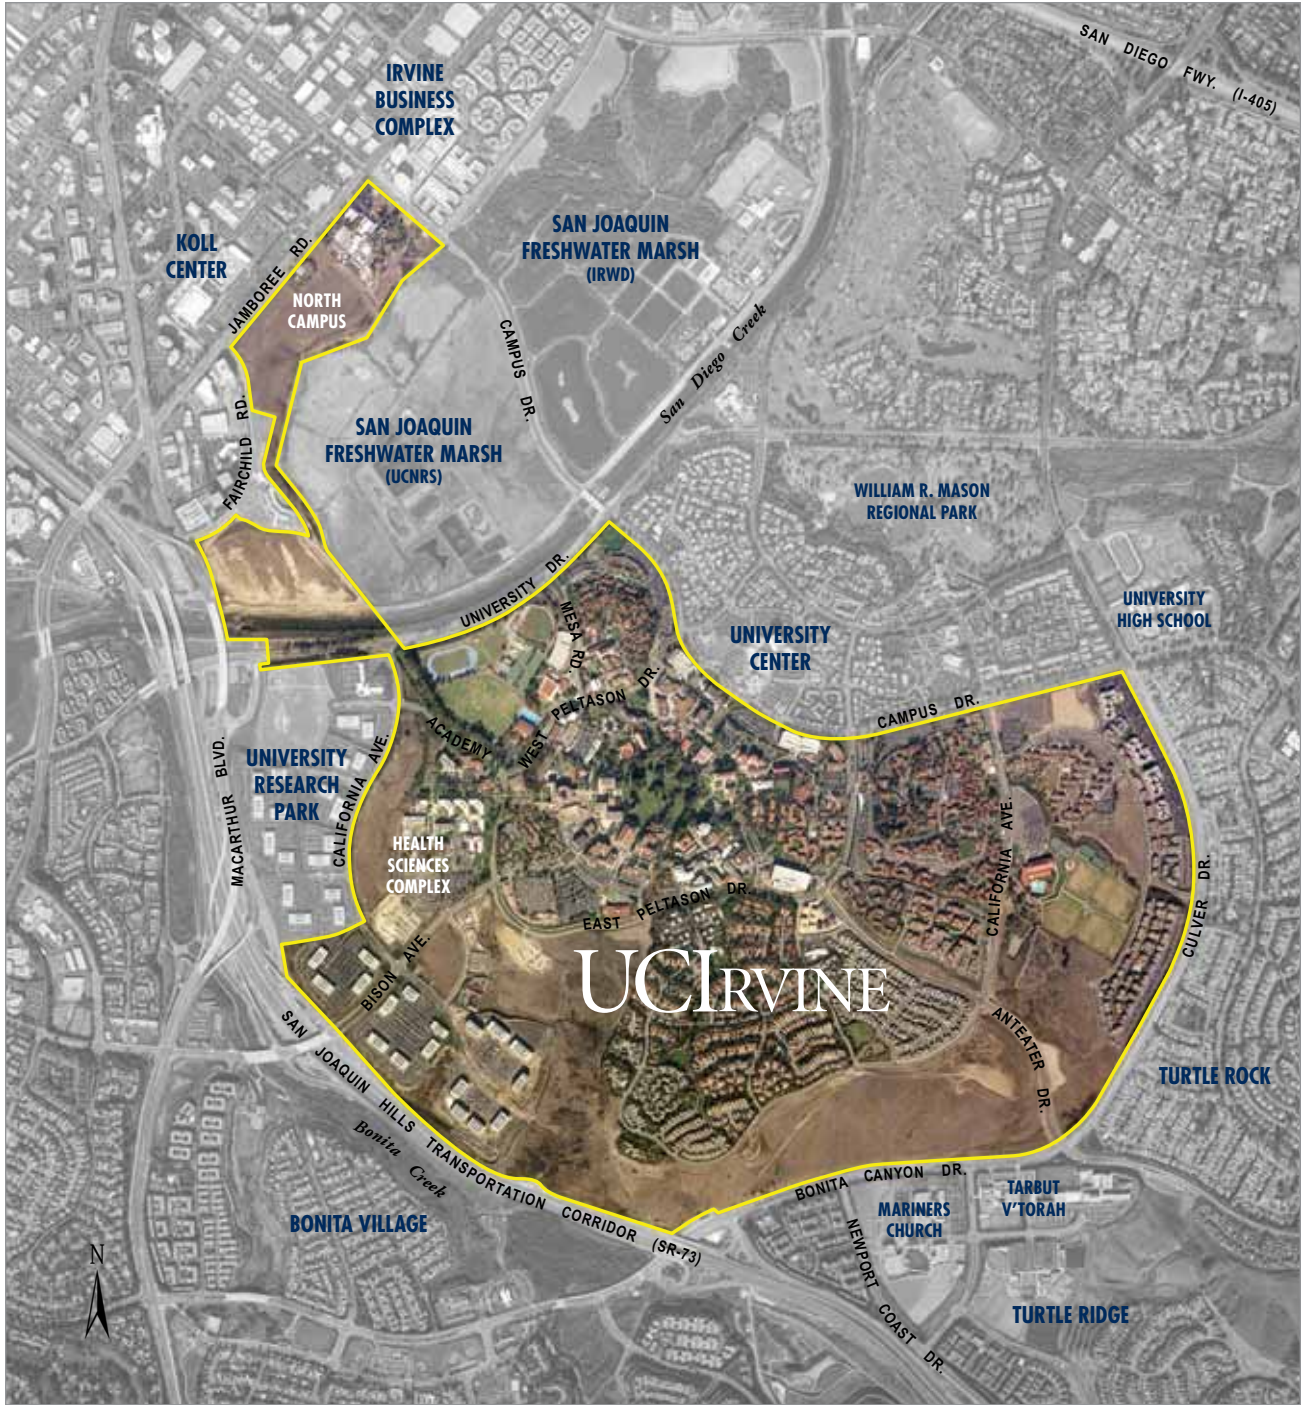 SAN DIEGO FWY. (I-405)
IRVINE
BUSINESS
COMPLEX
SAN JOAQUIN
FRESHWATER MARSH
(IRWD)
KOLL
CENTER
JAMBOREE RD.
NORTH
CAMPUS
CAMPUS DR.
San Diego Creek
FAIRCHILD RD.
SAN JOAQUIN
FRESHWATER MARSH
(UCNRS)
WILLIAM R. MASON
REGIONAL PARK
UNIVERSITY DR.
MESA RD.
UNIVERSITY
HIGH SCHOOL
UNIVERSITY
CENTER
WEST PELTASON DR.
CAMPUS DR.
ACADEMY
MACARTHUR BLVD.
UNIVERSITY
RESEARCH
PARK
CALIFORNIA AVE.
HEALTH
SCIENCES
COMPLEX
CALIFORNIA AVE.
CULVER DR.
EAST PELTASON DR.
BISON AVE.
UCIRVINE
ANTEATER DR.
TURTLE ROCK
SAN JOAQUIN HILLS TRANSPORTATION CORRIDOR (SR-73)
Bonita Creek
BONITA VILLAGE
BONITA CANYON DR.
TARBUT
V'TORAH
MARINERS
CHURCH
NEWPORT COAST DR.
TURTLE RIDGE
N